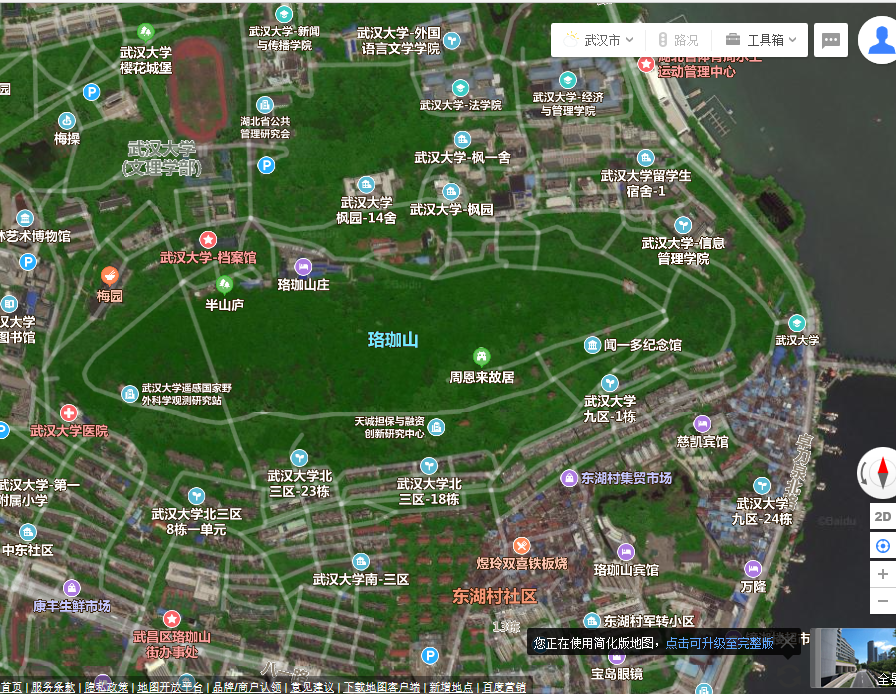 武汉大学-新闻
与传播学院
武汉大学-外国
语言文学学院
武汉市
路况
工具箱
武汉大学
樱花城堡
运动管理中心
园
武汉大学-法学院
武汉大学-经济
与管理学院
梅操
湖北省公共
管理研究会
武汉大学
(文理学部)
武汉大学-枫一舍
武汉大学留学生
宿舍-1
武汉大学
枫园-14舍
武汉大学-枫园
林艺术博物馆
武汉大学-档案馆
武汉大学-信息
管理学院
梅园
珞珈山庄
半山庐
汉大学
图书馆
珞珈山
闻一多纪念馆
武汉大学
周恩来故居
武汉大学遥感国家野
外科学观测研究站
武汉大学
九区-1栋
武汉大学医院
天诚担保与融资
创新研究中心
慈凯宾馆
武汉大学北
三区-23栋
武汉大学北
三区-18栋
东湖村集贸市场
武汉大学-第一
附属小学
武汉大学-北三区
8栋一单元
武汉大学
九区-24栋
©Baidu
2D
中东社区
煜玲双喜铁板烧
珞珈山宾馆
武汉大学南-三区
万隆
康丰生鲜市场
东湖村社区
武昌区珞珈山
街办事处
13栋
东湖村军转小区
您正在使用简化版地图，点击可升级至完整版
市
八一路
宝岛眼镜
全景
首页 | 服务条款 | 隐私政策 | 地图开放平台 | 品牌/商户认领 | 意见建议 | 下载地图客户端 | 新增地点 | 百度营销